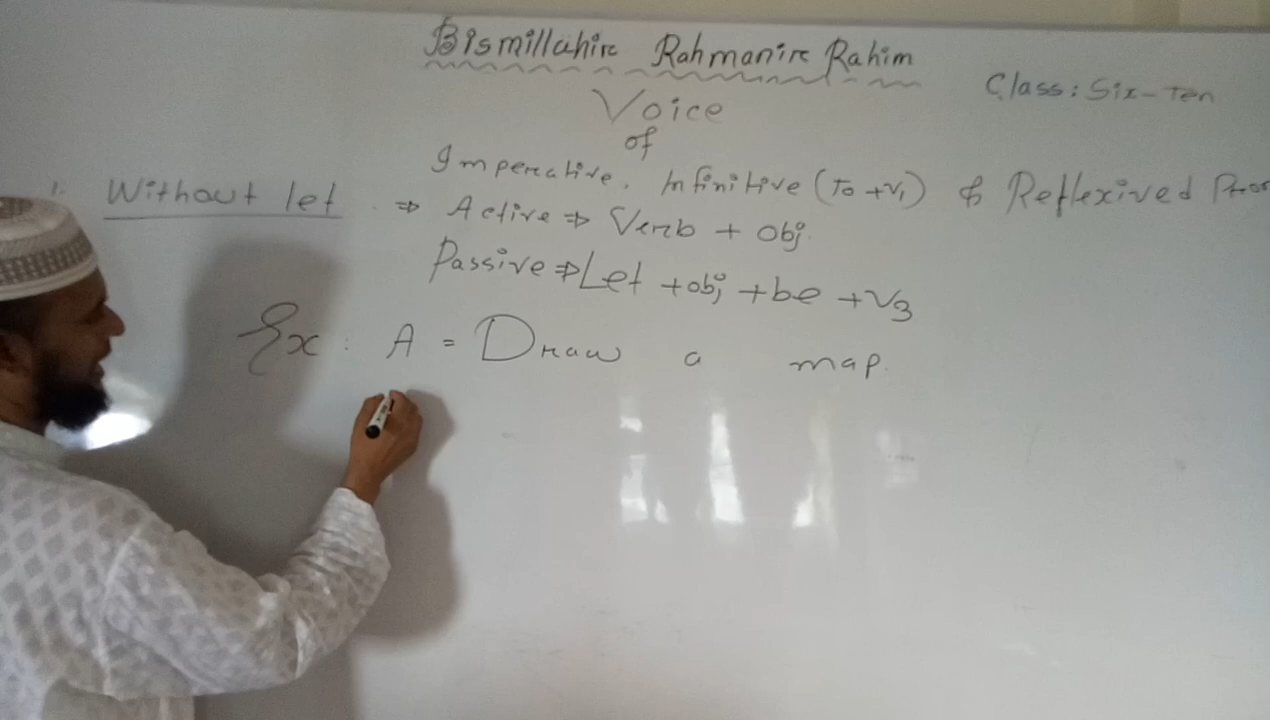 Bismillahir Rahmanir Rahim
Class: Six-Ten
Voice
of
Imperative, Infinitive (To +V1) & Reflexived
1. Without let ⇒ Active ⇒ Verb + Obj.
Passive ⇒ Let +obj +be +V3
Ex: A = Draw a map.